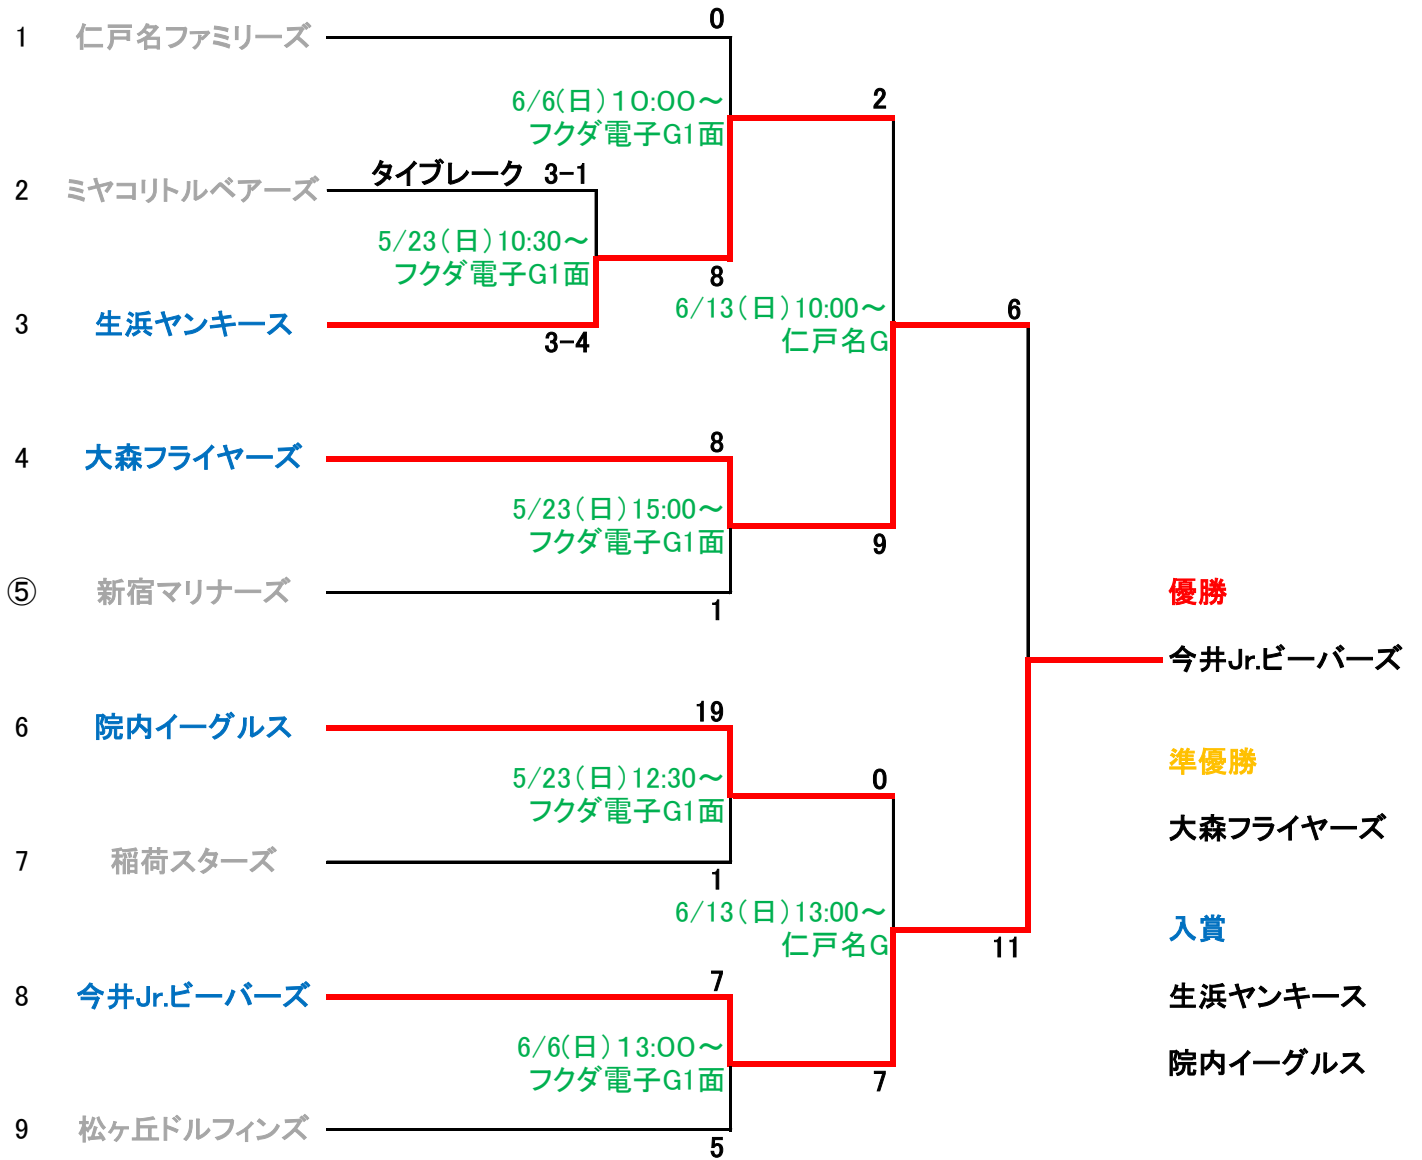 0
1 仁戸名ファミリーズ
6/6(日)10:00～
フクダ電子G1面
2
タイブレーク 3-1
2 ミヤコリトルベアーズ
5/23(日)10:30～
フクダ電子G1面
8
3 生浜ヤンキース
3-4
6/13(日)10:00～
仁戸名G
6
8
4 大森フライヤーズ
5/23(日)15:00～
フクダ電子G1面
9
⑤ 新宿マリナーズ
1
優勝
今井Jr.ビーバーズ
19
6 院内イーグルス
5/23(日)12:30～
フクダ電子G1面
0
準優勝
大森フライヤーズ
7 稲荷スターズ
1
6/13(日)13:00～
仁戸名G
11
入賞
生浜ヤンキース
院内イーグルス
7
8 今井Jr.ビーバーズ
6/6(日)13:00～
フクダ電子G1面
7
9 松ヶ丘ドルフィンズ
5